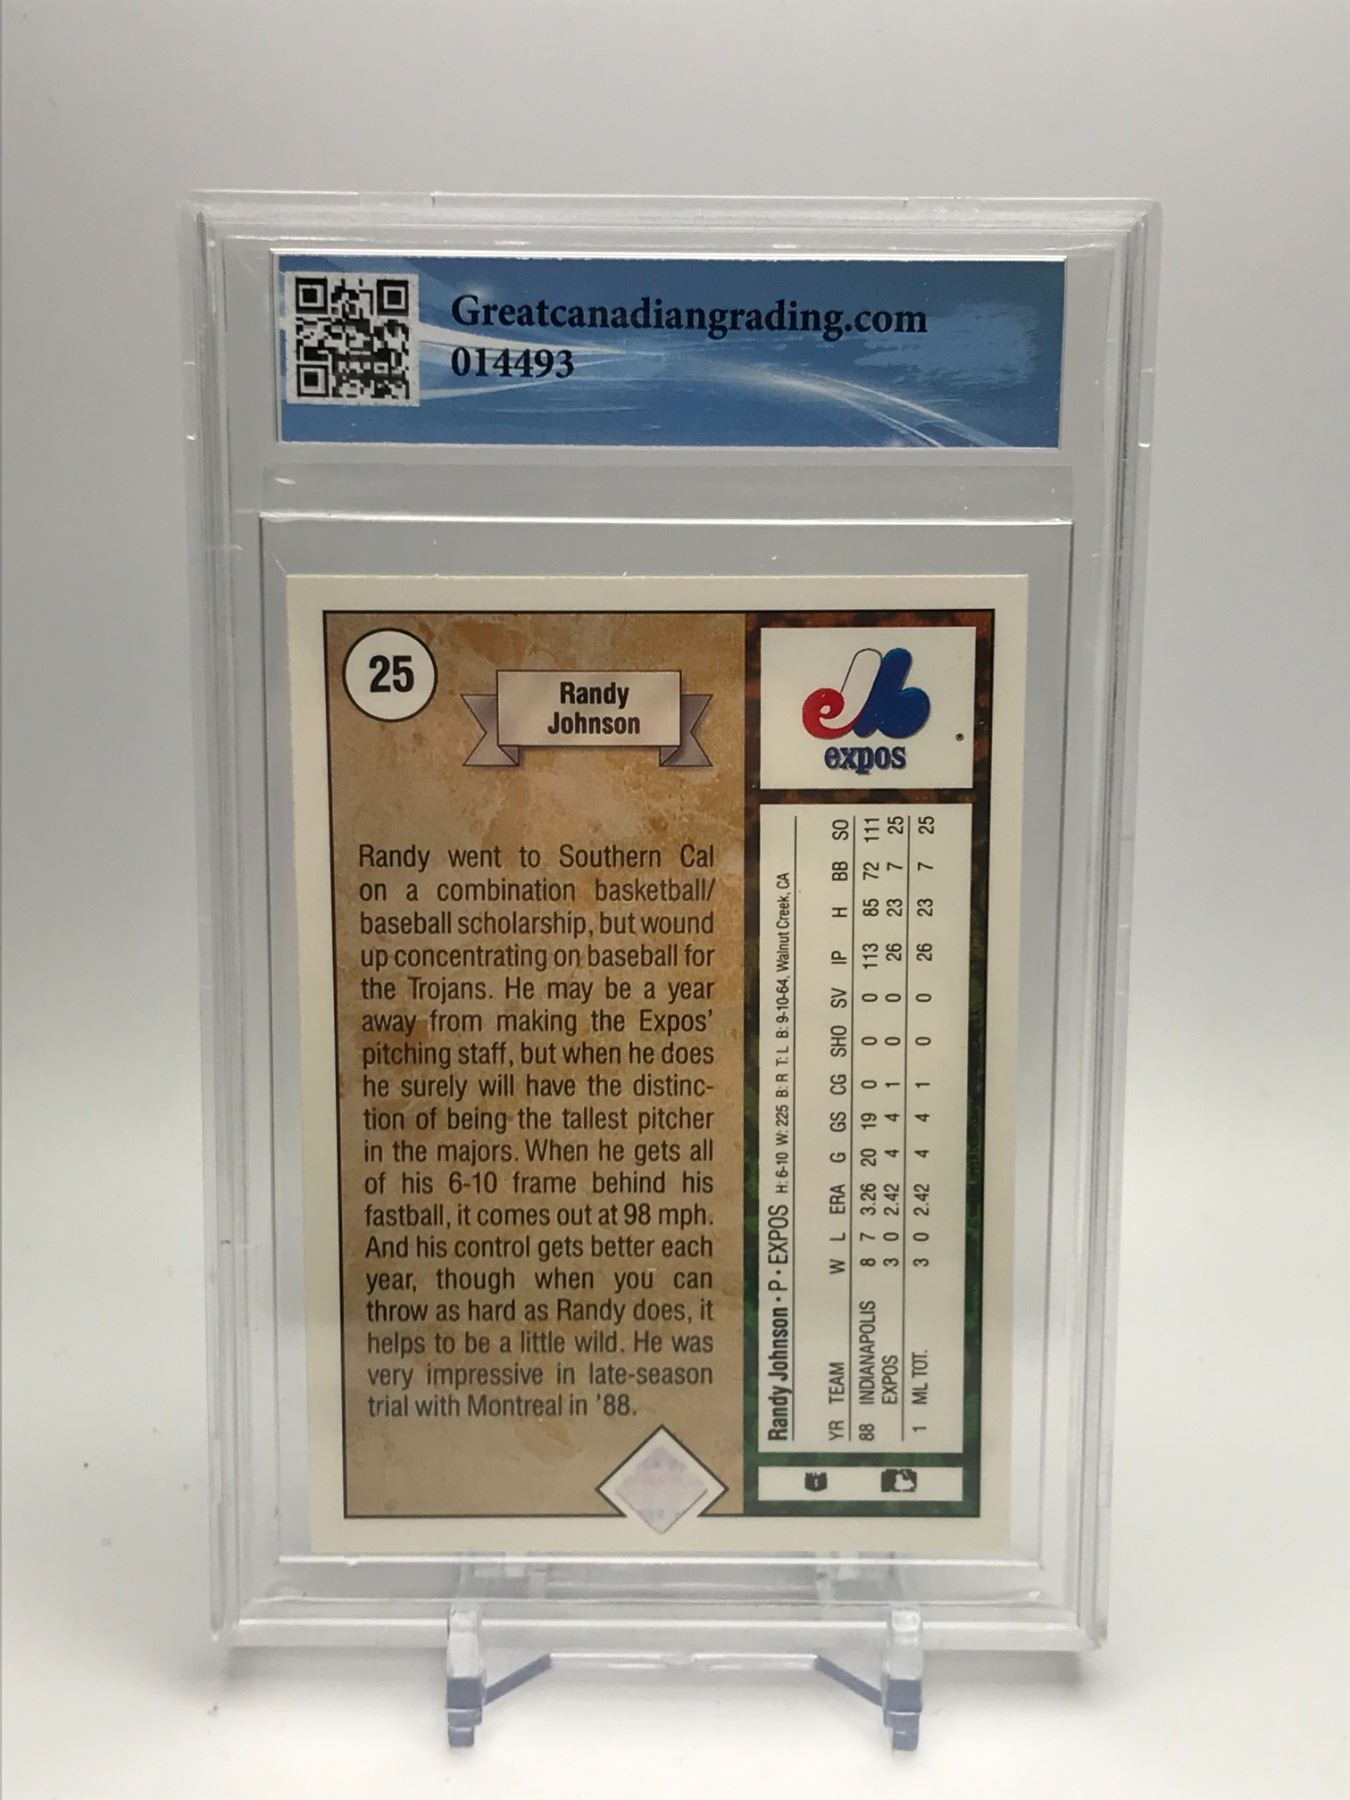 Greatcanadiangrading.com
014493
25
Randy
Johnson
expos
®
Randy went to Southern Cal
on a combination basketball/
baseball scholarship, but wound
up concentrating on baseball for
the Trojans. He may be a year
away from making the Expos'
pitching staff, but when he does
he surely will have the distinc-
tion of being the tallest pitcher
in the majors. When he gets all
of his 6-10 frame behind his
fastball, it comes out at 98 mph.
And his control gets better each
year, though when you can
throw as hard as Randy does, it
helps to be a little wild. He was
very impressive in late-season
trial with Montreal in '88.
Randy Johnson • P • EXPOS H: 6-10 W: 225 B: R T: L B: 9-10-64, Walnut Creek, CA
YR TEAM W L ERA G GS CG SHO SV IP H BB SO
88 INDIANAPOLIS 8 7 3.26 20 19 0 0 0 113 85 72 111
EXPOS 3 0 2.42 4 4 1 0 0 26 23 7 25
1 ML TOT. 3 0 2.42 4 4 1 0 0 26 23 7 25